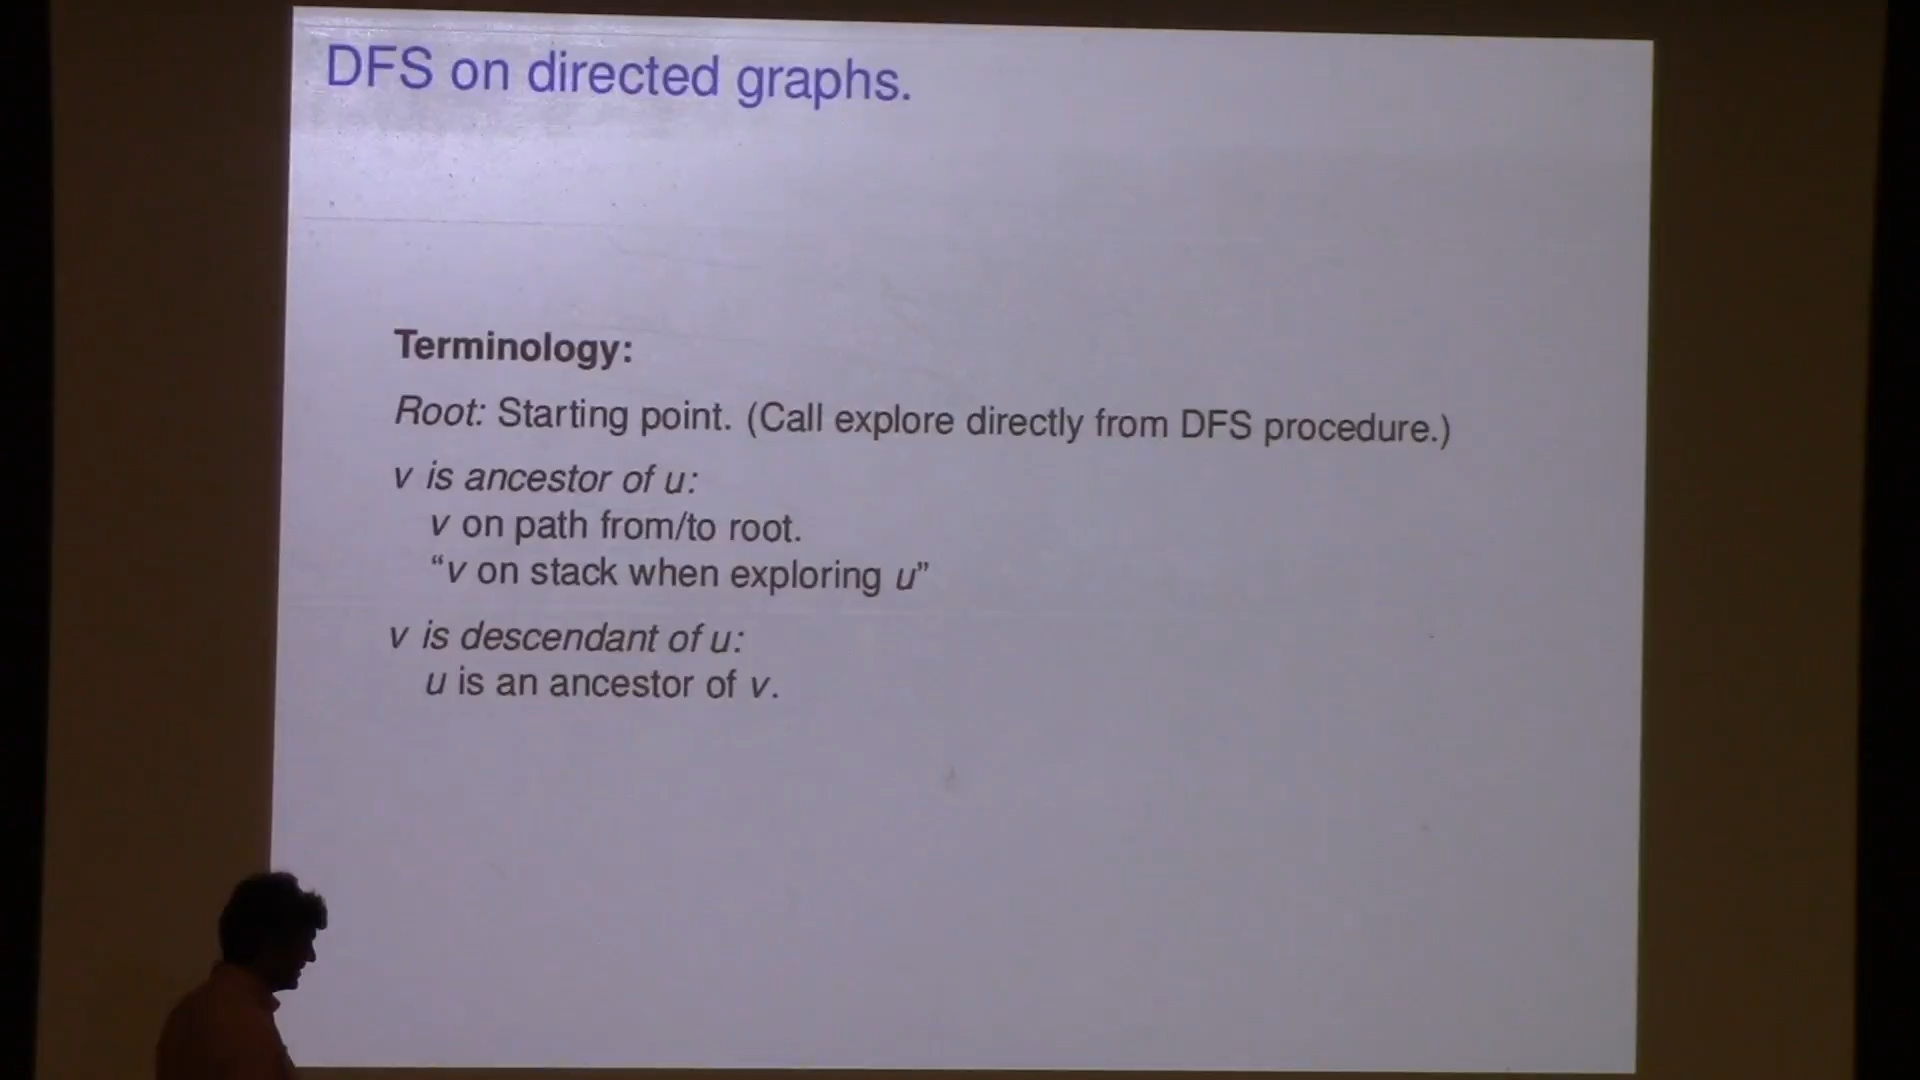 DFS on directed graphs.
Terminology:
Root: Starting point. (Call explore directly from DFS procedure.)
v is ancestor of u:
v on path from/to root.
“v on stack when exploring u”
v is descendant of u:
u is an ancestor of v.